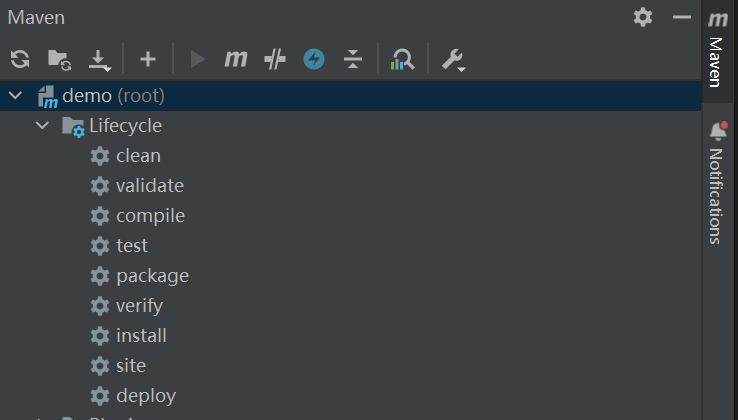 Maven
demo (root)
Lifecycle
clean
validate
compile
test
package
verify
install
site
deploy
Maven
Notifications